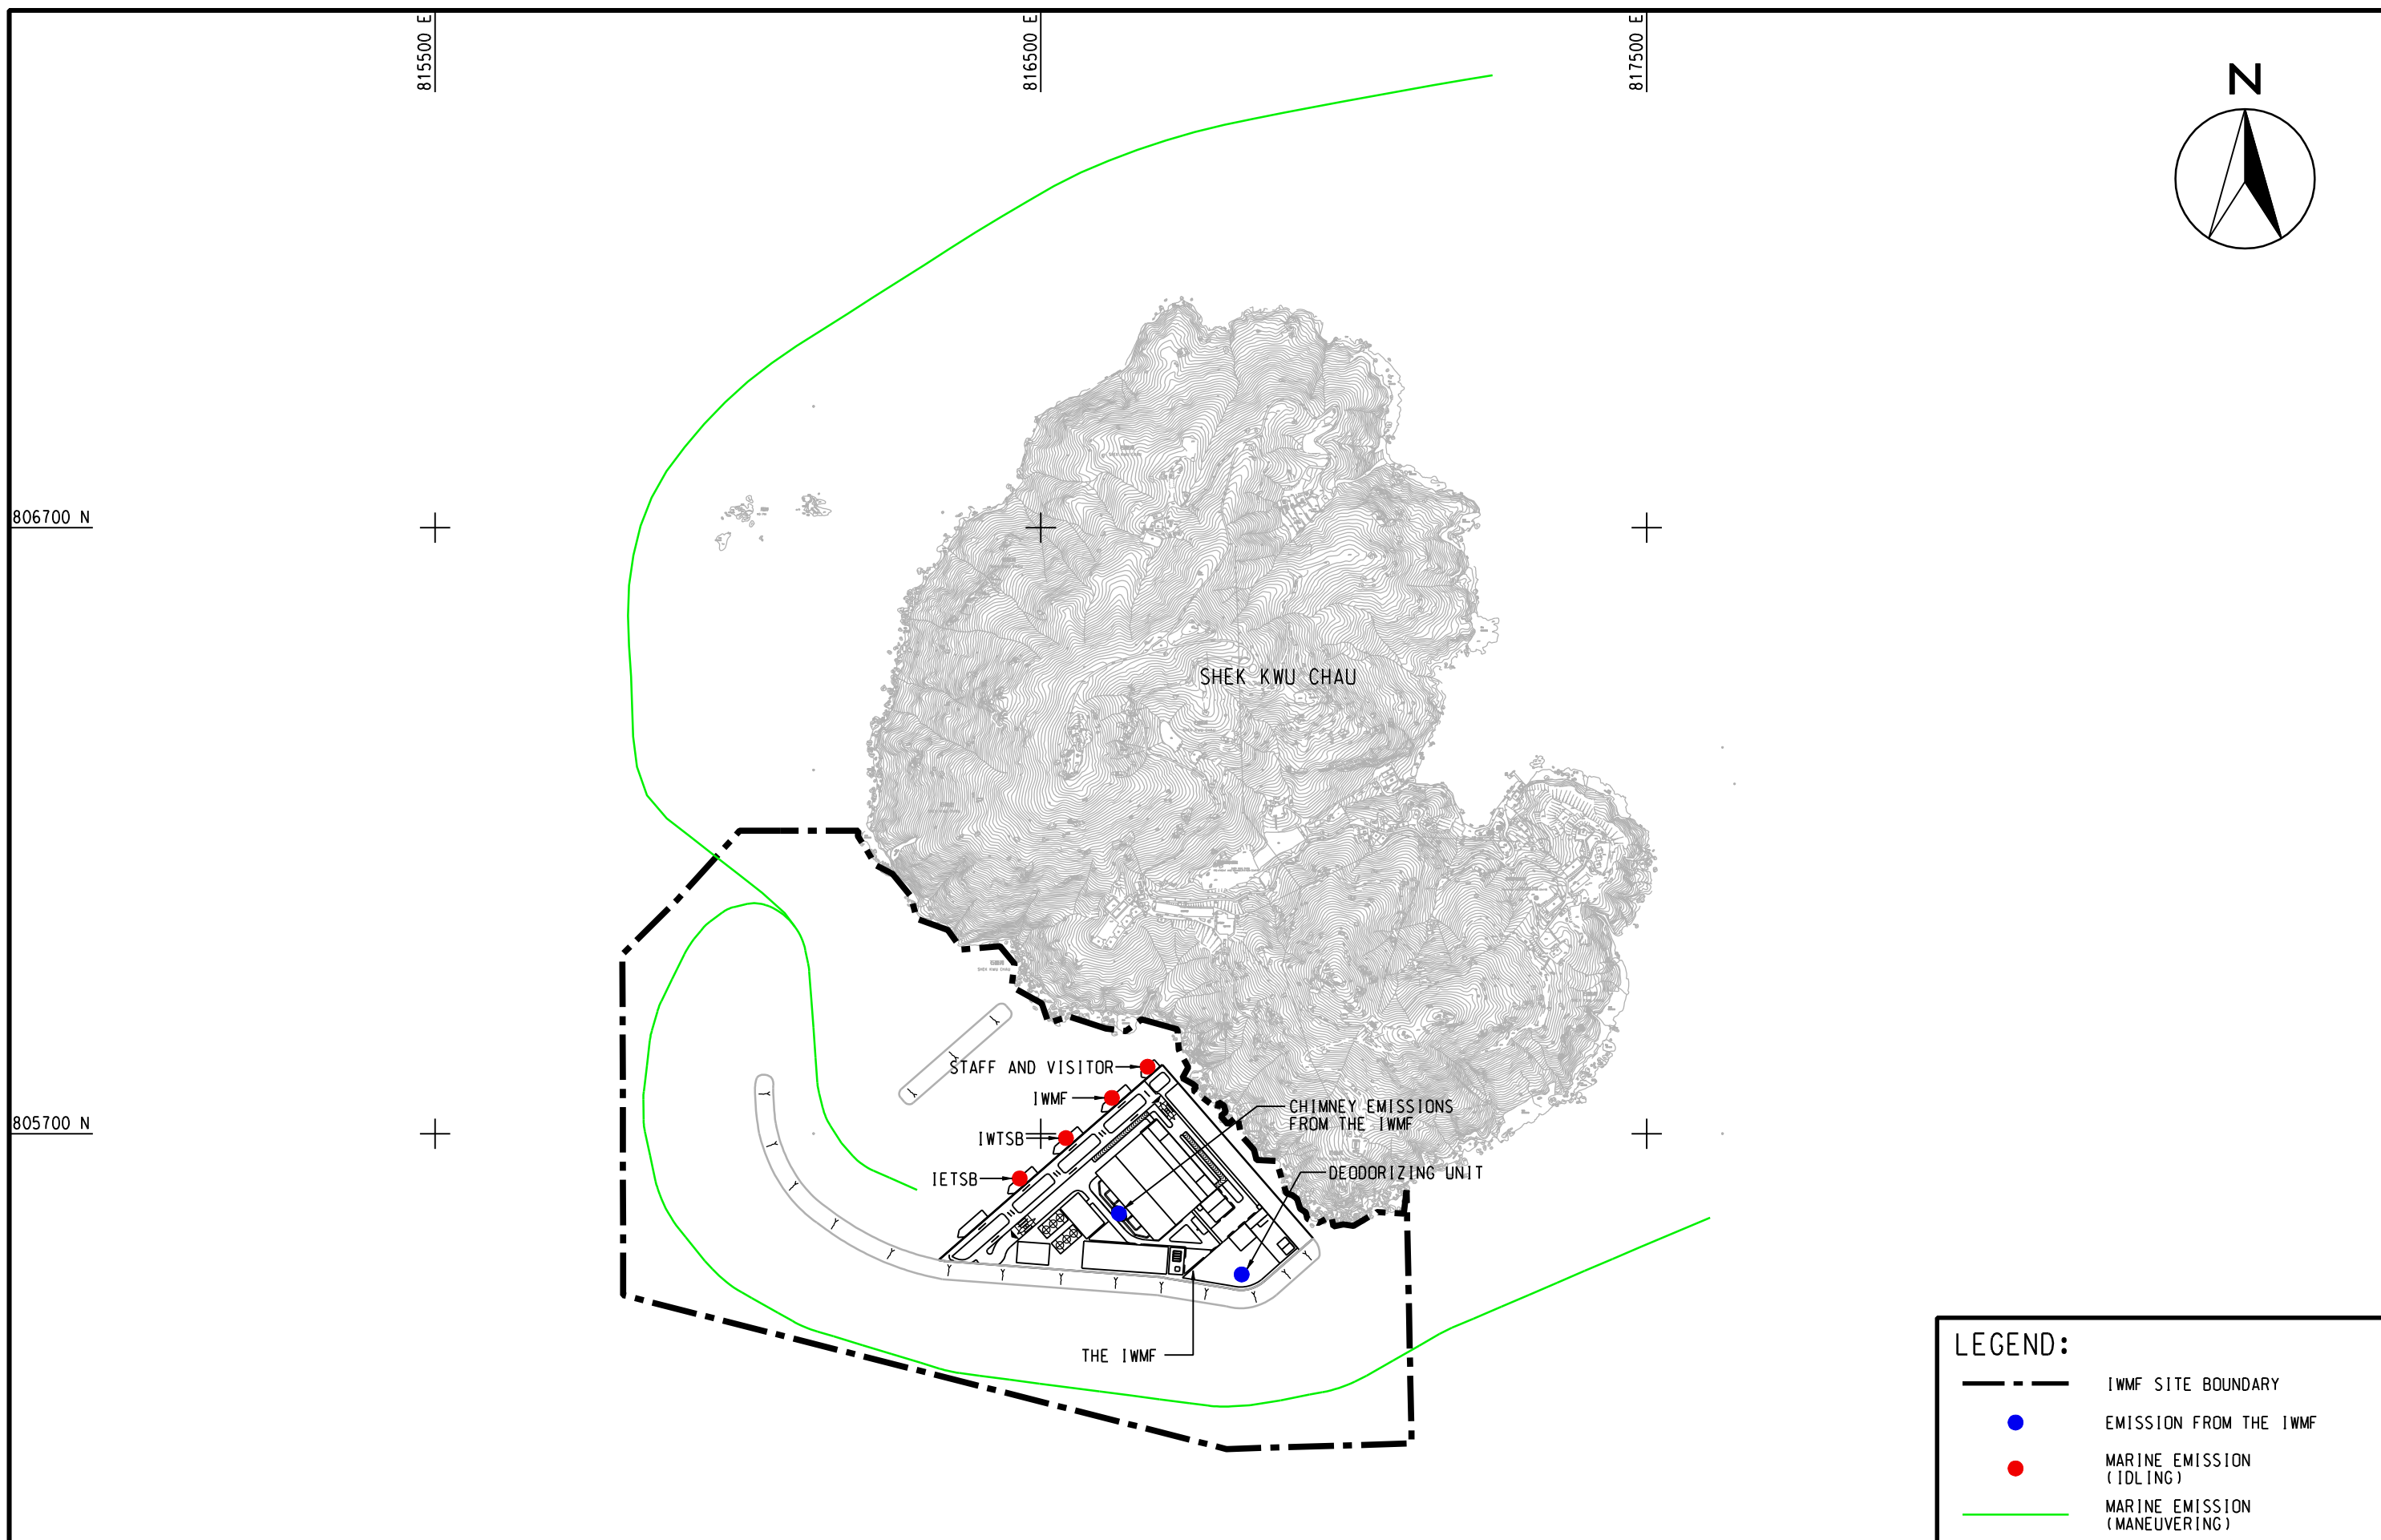 815500 E
816500 E
817500 E
N
806700 N
SHEK KWU CHAU
STAFF AND VISITOR
IWMF
CHIMNEY EMISSIONS
FROM THE IWMF
805700 N
IWTSB
DEODORIZING UNIT
IETSB
THE IWMF
LEGEND:
IWMF SITE BOUNDARY
EMISSION FROM THE IWMF
MARINE EMISSION
(IDLING)
MARINE EMISSION
(MANEUVERING)